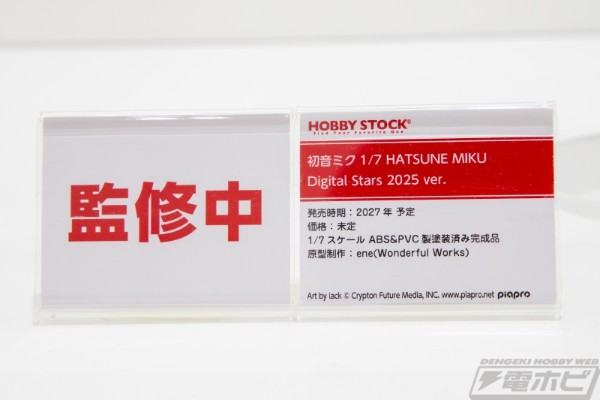 監修中
HOBBY STOCK®
Find Your Favorite One
初音ミク 1/7 HATSUNE MIKU
Digital Stars 2025 ver.
発売時期：2027 年 予定
価格：未定
1/7 スケール ABS&PVC 製塗装済み完成品
原型制作：ene(Wonderful Works)
Art by lack © Crypton Future Media, INC. www.piapro.net piapro
DENGEKI HOBBY WEB
電ホビ